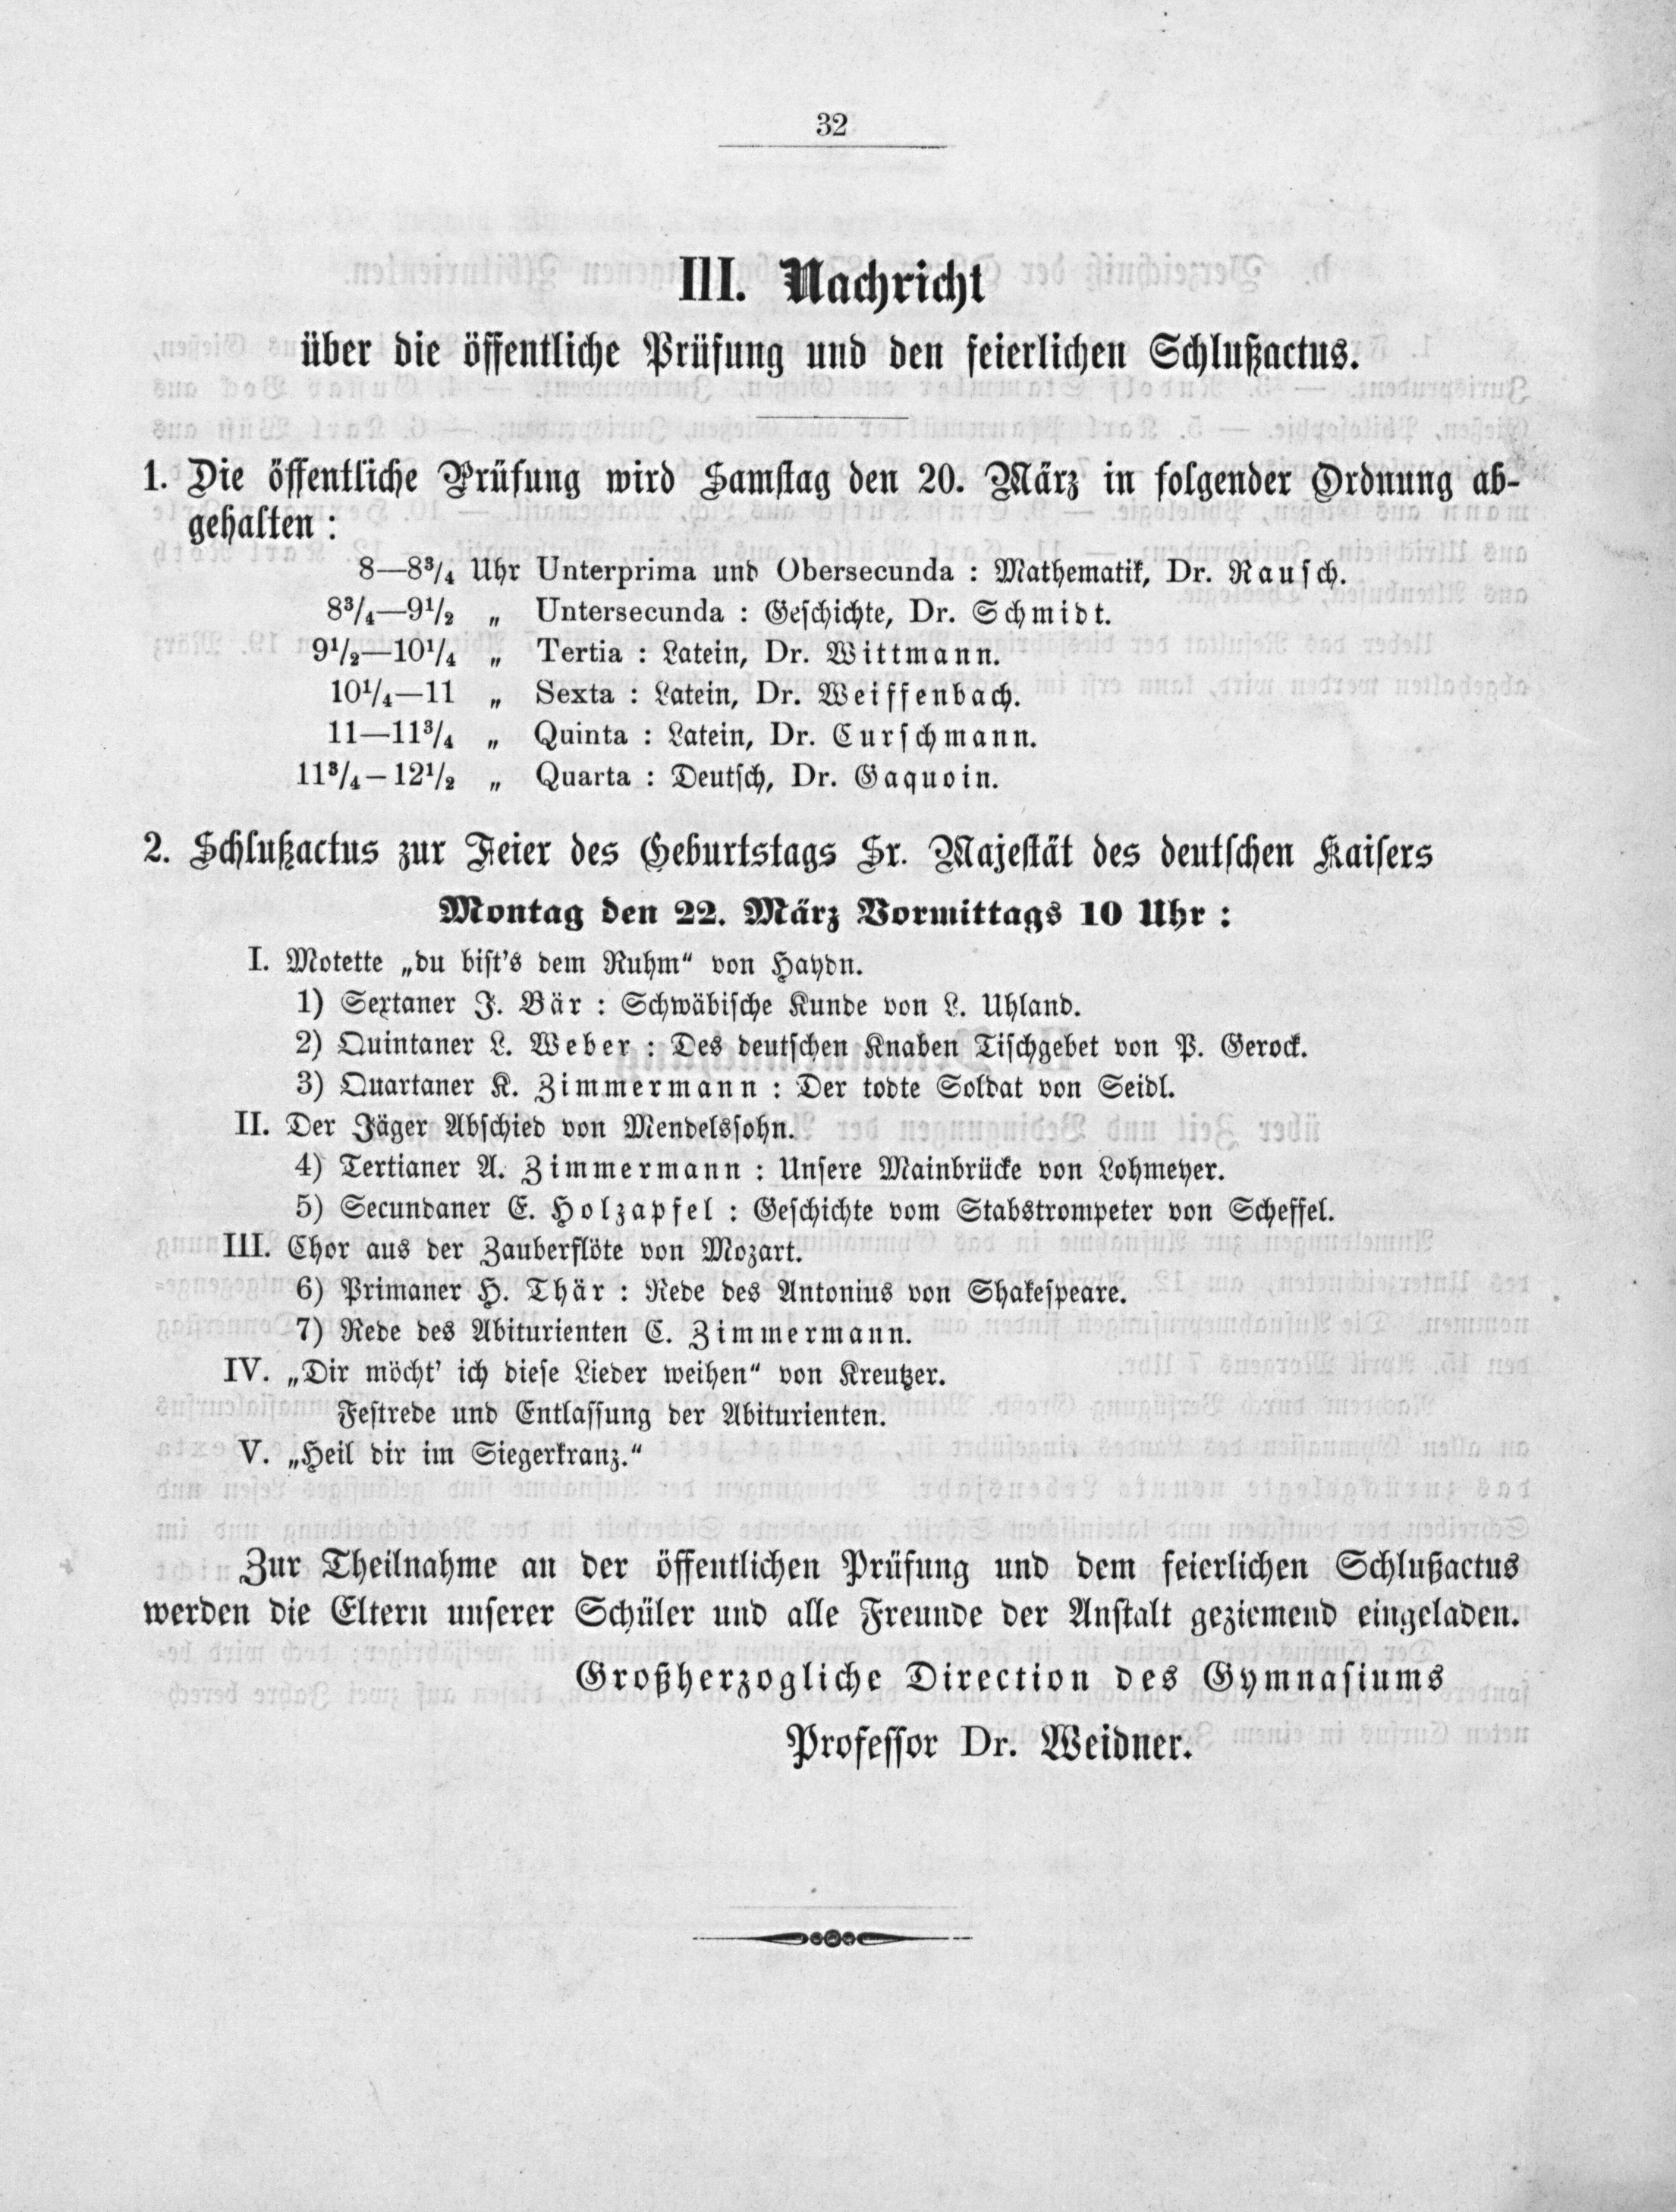 32
III. Nachricht
über die öffentliche Prüfung und den feierlichen Schlußactus.
1. Die öffentliche Prüfung wird Samstag den 20. März in folgender Ordnung ab-
gehalten :
8—8³/₄ Uhr Unterprima und Obersecunda : Mathematik, Dr. Rausch.
8³/₄—9¹/₂ „ Untersecunda : Geschichte, Dr. Schmidt.
9¹/₂—10¹/₄ „ Tertia : Latein, Dr. Wittmann.
10¹/₄—11 „ Sexta : Latein, Dr. Weiffenbach.
11—11³/₄ „ Quinta : Latein, Dr. Curschmann.
11³/₄—12¹/₂ „ Quarta : Deutsch, Dr. Gaquoin.
2. Schlußactus zur Feier des Geburtstags Sr. Majestät des deutschen Kaisers
Montag den 22. März Vormittags 10 Uhr :
I. Motette „du bist's dem Ruhm“ von Haydn.
1) Sextaner J. Bär : Schwäbische Kunde von L. Uhland.
2) Quintaner L. Weber : Des deutschen Knaben Tischgebet von P. Gerock.
3) Quartaner K. Zimmermann : Der todte Soldat von Seidl.
II. Der Jäger Abschied von Mendelssohn.
4) Tertianer A. Zimmermann : Unsere Mainbrücke von Lohmeyer.
5) Secundaner E. Holzapfel : Geschichte vom Stabstrompeter von Scheffel.
III. Chor aus der Zauberflöte von Mozart.
6) Primaner H. Thär : Rede des Antonius von Shakespeare.
7) Rede des Abiturienten C. Zimmermann.
IV. „Dir möcht' ich diese Lieder weihen“ von Kreutzer.
Festrede und Entlassung der Abiturienten.
V. „Heil dir im Siegerkranz.“
Zur Theilnahme an der öffentlichen Prüfung und dem feierlichen Schlußactus
werden die Eltern unserer Schüler und alle Freunde der Anstalt geziemend eingeladen.
Großherzogliche Direction des Gymnasiums
Professor Dr. Weidner.